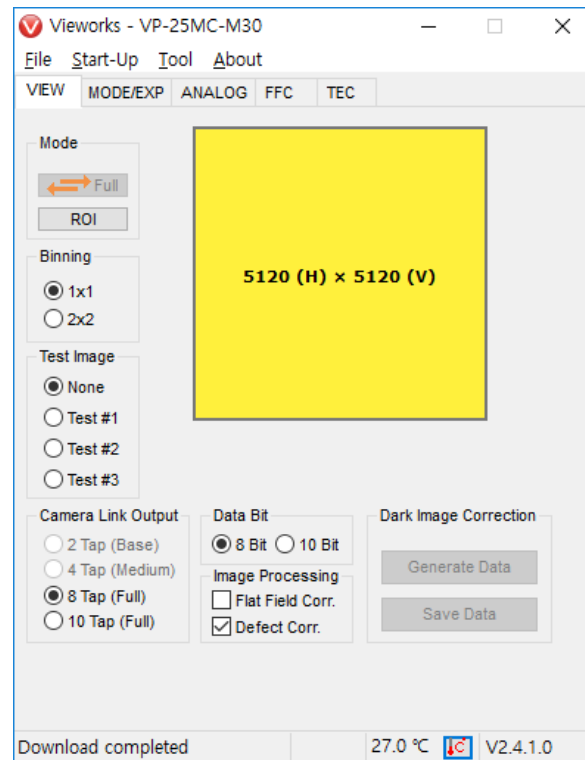 Vieworks - VP-25MC-M30
File Start-Up Tool About
VIEW MODE/EXP ANALOG FFC TEC
Mode
Full
ROI
5120 (H) × 5120 (V)
Binning
1x1
2x2
Test Image
None
Test #1
Test #2
Test #3
Camera Link Output
2 Tap (Base)
4 Tap (Medium)
8 Tap (Full)
10 Tap (Full)
Data Bit
8 Bit 10 Bit
Image Processing
Flat Field Corr.
Defect Corr.
Dark Image Correction
Generate Data
Save Data
Download completed 27.0 ℃ C V2.4.1.0